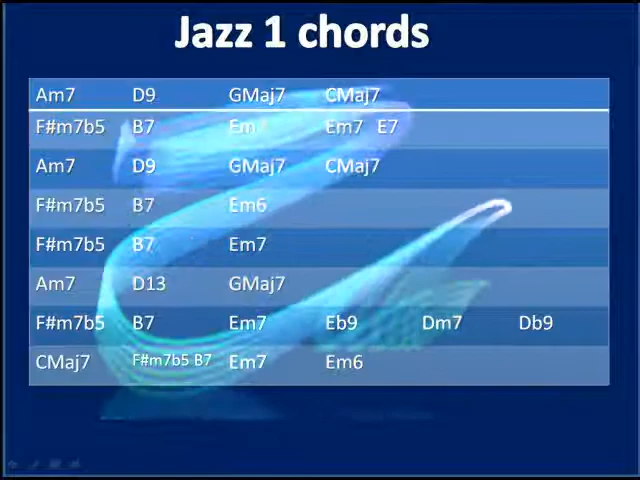 Jazz 1 chords
Am7 D9 GMaj7 CMaj7
F#m7b5 B7 Em7 Em7 E7
Am7 D9 GMaj7 CMaj7
F#m7b5 B7 Em6
F#m7b5 B7 Em7
Am7 D13 GMaj7
F#m7b5 B7 Em7 Eb9 Dm7 Db9
CMaj7 F#m7b5 B7 Em7 Em6